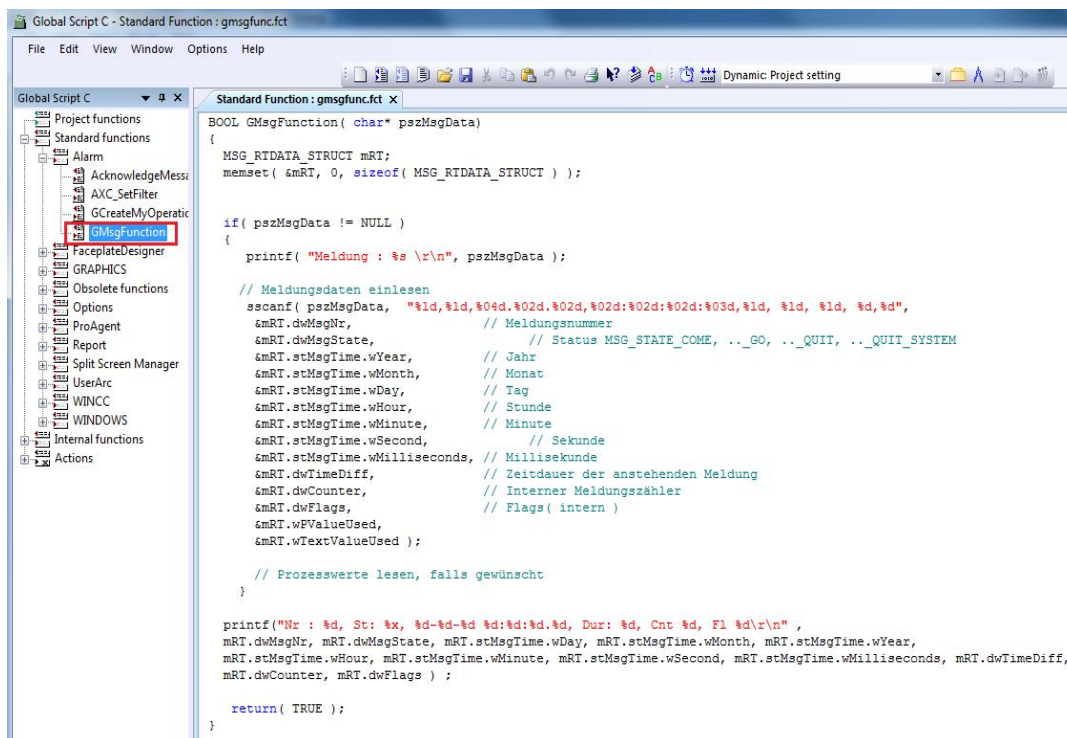 Global Script C - Standard Function : gmsgfunc.fct
File Edit View Window Options Help
Dynamic: Project setting
Global Script C
Project functions
Standard functions
Alarm
AcknowledgeMessa
AXC_SetFilter
GCreateMyOperatic
GMsgFunction
FaceplateDesigner
GRAPHICS
Obsolete functions
Options
ProAgent
Report
Split Screen Manager
UserArc
WINCC
WINDOWS
Internal functions
Actions
Standard Function : gmsgfunc.fct X
BOOL GMsgFunction( char* pszMsgData)
{
MSG_RTDATA_STRUCT mRT;
memset( &mRT, 0, sizeof( MSG_RTDATA_STRUCT ) );
if( pszMsgData != NULL )
{
printf( "Meldung : %s \r\n", pszMsgData );
// Meldungsdaten einlesen
sscanf( pszMsgData, "%ld,%ld,%04d.%02d.%02d,%02d:%02d:%02d:%03d,%ld, %ld, %ld, %d,%d",
&mRT.dwMsgNr, // Meldungsnummer
&mRT.dwMsgState, // Status MSG_STATE_COME, .._GO, .._QUIT, .._QUIT_SYSTEM
&mRT.stMsgTime.wYear, // Jahr
&mRT.stMsgTime.wMonth, // Monat
&mRT.stMsgTime.wDay, // Tag
&mRT.stMsgTime.wHour, // Stunde
&mRT.stMsgTime.wMinute, // Minute
&mRT.stMsgTime.wSecond, // Sekunde
&mRT.stMsgTime.wMilliseconds, // Millisekunde
&mRT.dwTimeDiff, // Zeitdauer der anstehenden Meldung
&mRT.dwCounter, // Interner Meldungszähler
&mRT.dwFlags, // Flags( intern )
&mRT.wPValueUsed,
&mRT.wTextValueUsed );
// Prozesswerte lesen, falls gewünscht
}
printf("Nr : %d, St: %x, %d-%d-%d %d:%d:%d.%d, Dur: %d, Cnt %d, Fl %d\r\n" ,
mRT.dwMsgNr, mRT.dwMsgState, mRT.stMsgTime.wDay, mRT.stMsgTime.wMonth, mRT.stMsgTime.wYear,
mRT.stMsgTime.wHour, mRT.stMsgTime.wMinute, mRT.stMsgTime.wSecond, mRT.stMsgTime.wMilliseconds, mRT.dwTimeDiff,
mRT.dwCounter, mRT.dwFlags ) ;
return( TRUE );
}